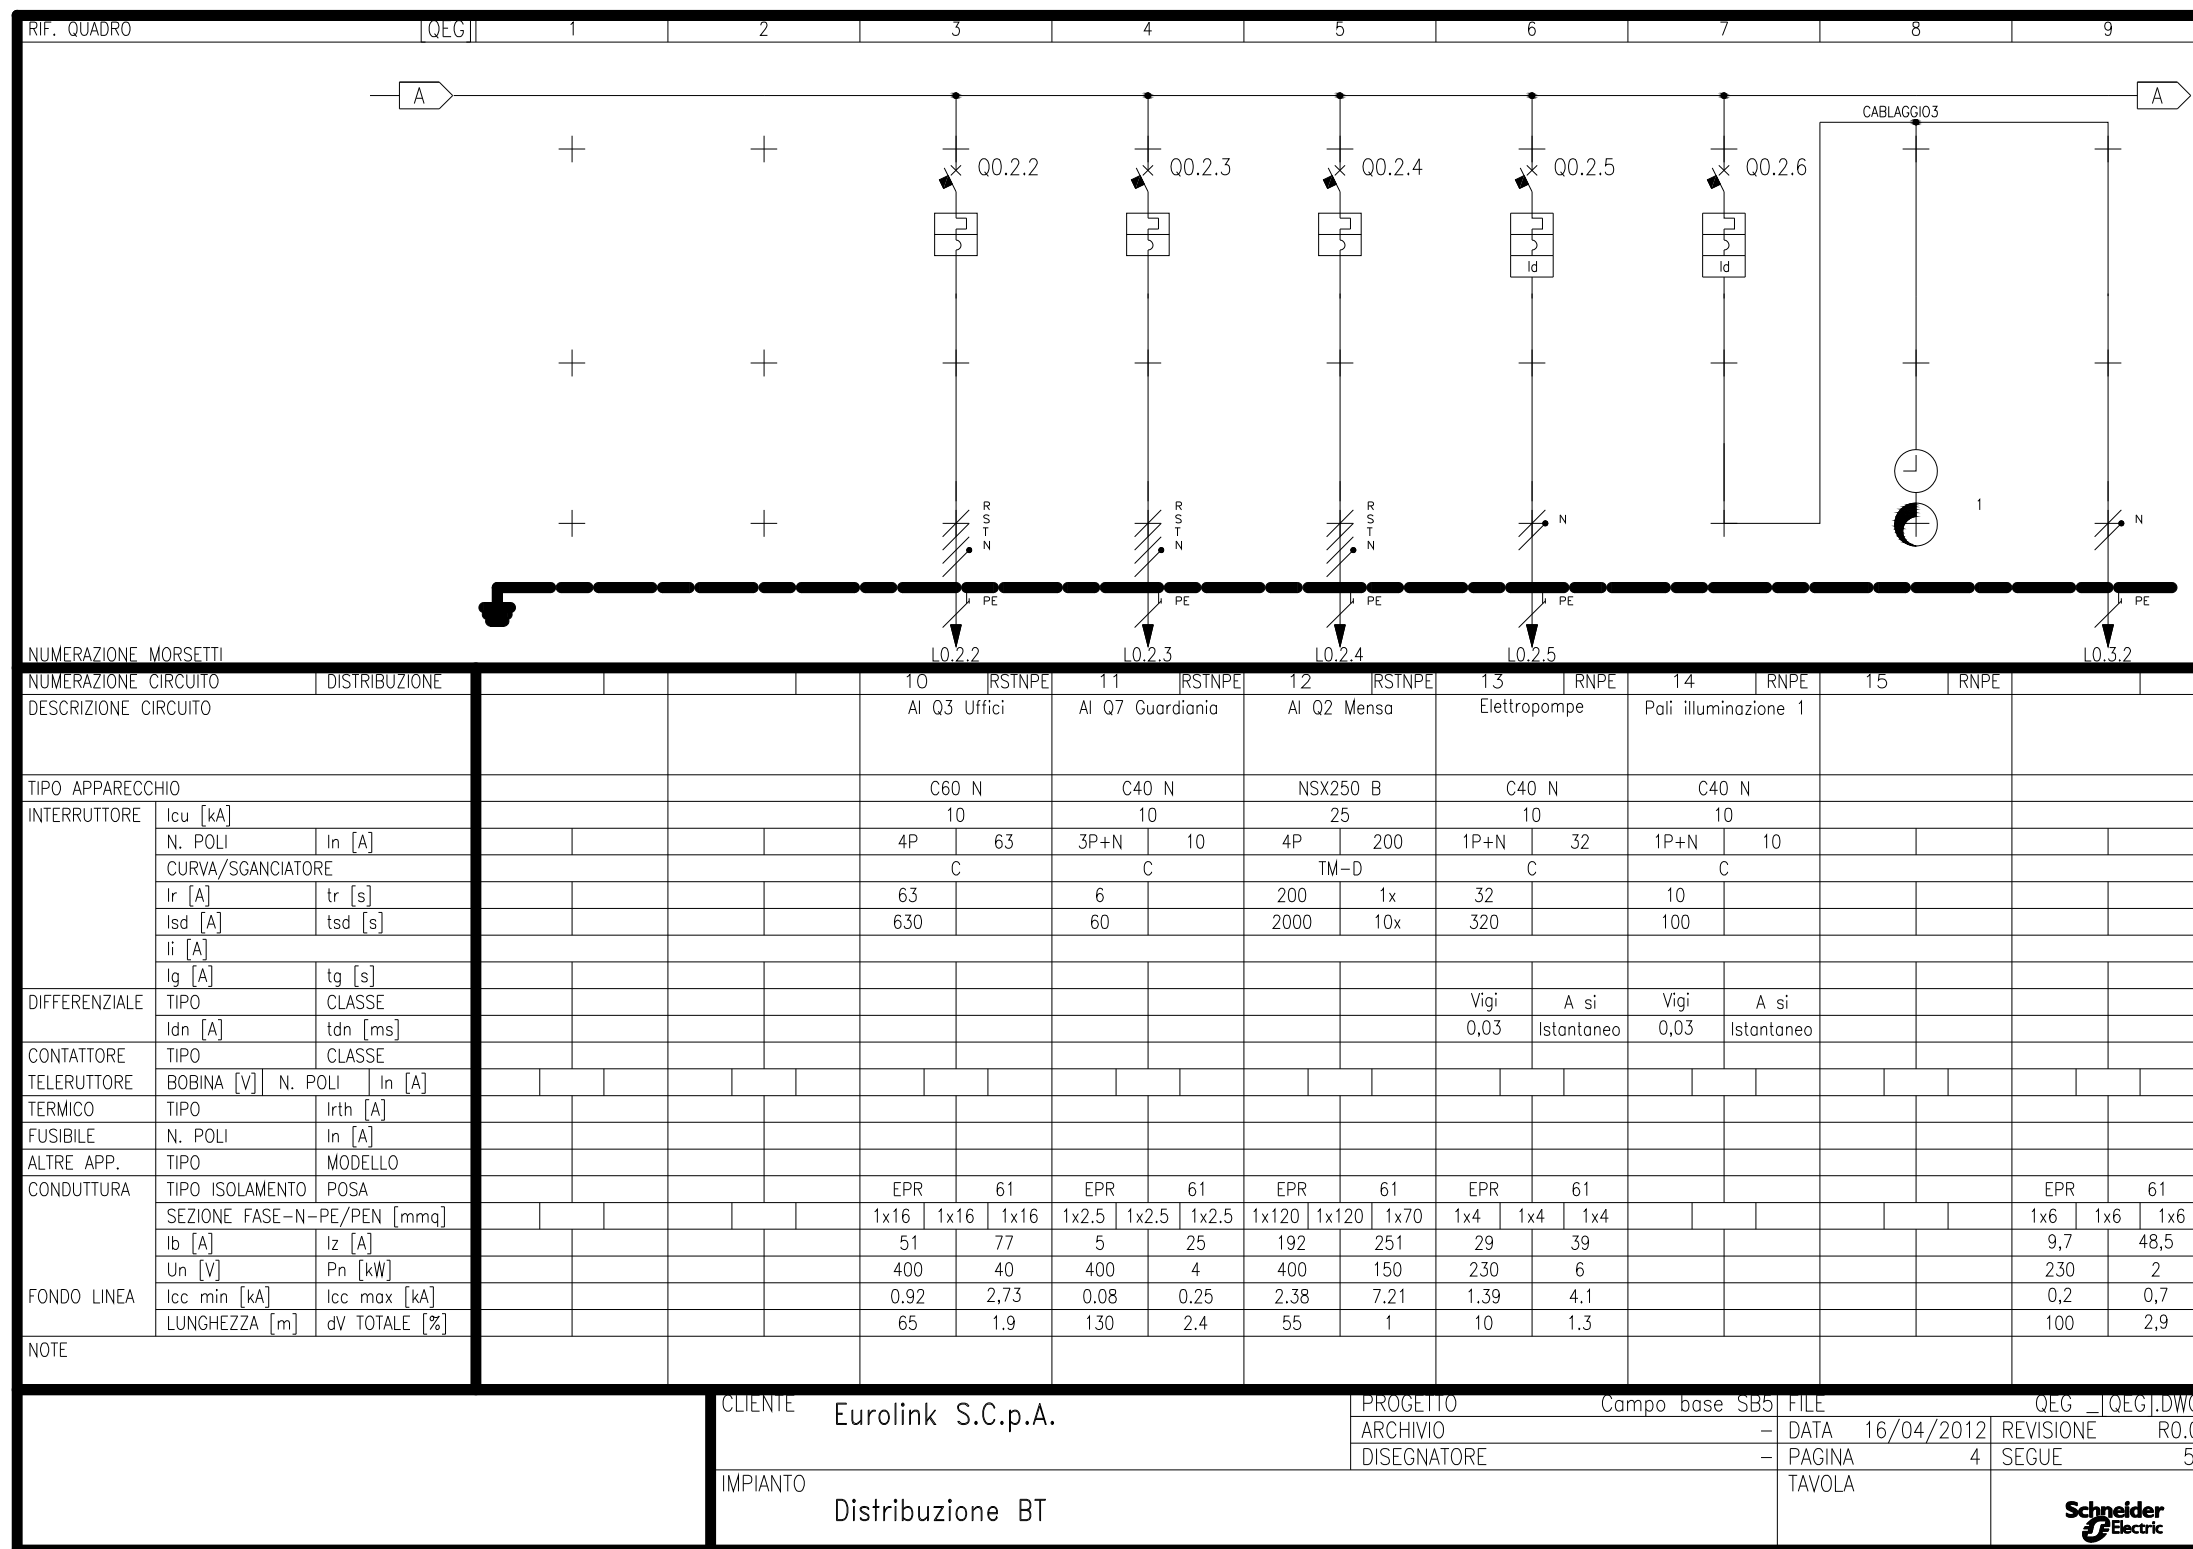 RIF. QUADRO [QEG] 1 2 3 4 5 6 7 8 9
A A
CABLAGGIO3
Q0.2.2 Q0.2.3 Q0.2.4 Q0.2.5 Q0.2.6
Id Id
1
R R R
S S S
T T T
N N N N N
PE PE PE PE PE
NUMERAZIONE MORSETTI L0.2.2 L0.2.3 L0.2.4 L0.2.5 L0.3.2
NUMERAZIONE CIRCUITO DISTRIBUZIONE 10 RSTNPE 11 RSTNPE 12 RSTNPE 13 RNPE 14 RNPE 15 RNPE
DESCRIZIONE CIRCUITO Al Q3 Uffici Al Q7 Guardiania Al Q2 Mensa Elettropompe Pali illuminazione 1
TIPO APPARECCHIO C60 N C40 N NSX250 B C40 N C40 N
INTERRUTTORE Icu [kA] 10 10 25 10 10
N. POLI In [A] 4P 63 3P+N 10 4P 200 1P+N 32 1P+N 10
CURVA/SGANCIATORE C C TM-D C C
Ir [A] tr [s] 63 6 200 1x 32 10
Isd [A] tsd [s] 630 60 2000 10x 320 100
Ii [A]
Ig [A] tg [s]
DIFFERENZIALE TIPO CLASSE Vigi A si Vigi A si
Idn [A] tdn [ms] 0,03 Istantaneo 0,03 Istantaneo
CONTATTORE TIPO CLASSE
TELERUTTORE BOBINA [V] N. POLI In [A]
TERMICO TIPO Irth [A]
FUSIBILE N. POLI In [A]
ALTRE APP. TIPO MODELLO
CONDUTTURA TIPO ISOLAMENTO POSA EPR 61 EPR 61 EPR 61 EPR 61 EPR 61
SEZIONE FASE-N-PE/PEN [mmq] 1x16 1x16 1x16 1x2.5 1x2.5 1x2.5 1x120 1x120 1x70 1x4 1x4 1x4 1x6 1x6 1x6
Ib [A] Iz [A] 51 77 5 25 192 251 29 39 9,7 48,5
Un [V] Pn [kW] 400 40 400 4 400 150 230 6 230 2
FONDO LINEA Icc min [kA] Icc max [kA] 0.92 2,73 0.08 0.25 2.38 7.21 1.39 4.1 0,2 0,7
LUNGHEZZA [m] dV TOTALE [%] 65 1.9 130 2.4 55 1 10 1.3 100 2,9
NOTE
CLIENTE Eurolink S.C.p.A.
PROGETTO Campo base SB5 FILE QEG _[QEG].DW
ARCHIVIO - DATA 16/04/2012 REVISIONE R0.0
DISEGNATORE - PAGINA 4 SEGUE 5
IMPIANTO Distribuzione BT
TAVOLA
Schneider
Electric